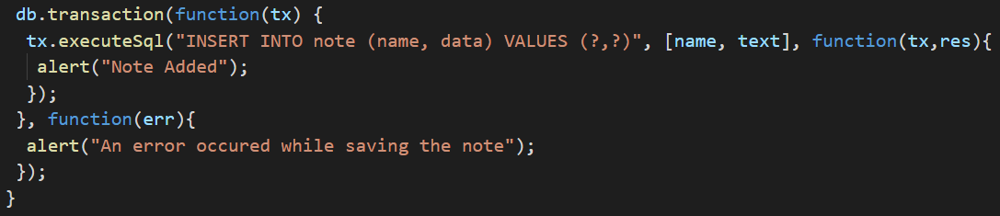 db.transaction(function(tx) {
tx.executeSql("INSERT INTO note (name, data) VALUES (?,?)", [name, text], function(tx,res){
alert("Note Added");
});
}, function(err){
alert("An error occured while saving the note");
});
}